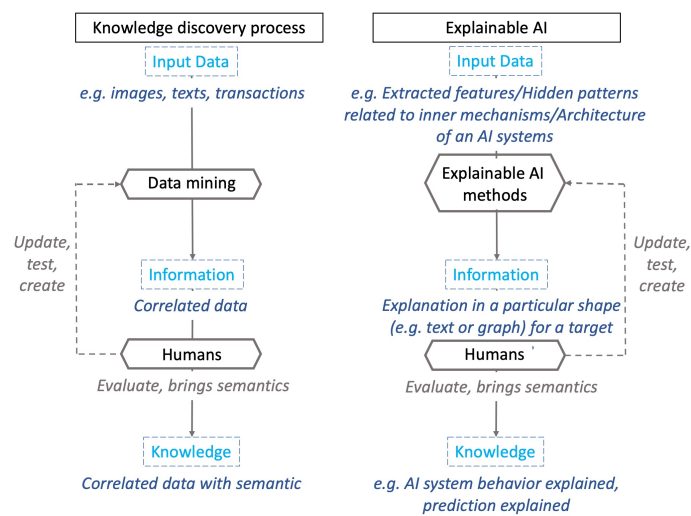 Knowledge discovery process
Input Data
e.g. images, texts, transactions
Data mining
Update,
test,
create
Information
Correlated data
Humans
Evaluate, brings semantics
Knowledge
Correlated data with semantic
Explainable AI
Input Data
e.g. Extracted features/Hidden patterns
related to inner mechanisms/Architecture
of an AI systems
Explainable AI
methods
Update,
test,
create
Information
Explanation in a particular shape
(e.g. text or graph) for a target
Humans
Evaluate, brings semantics
Knowledge
e.g. AI system behavior explained,
prediction explained